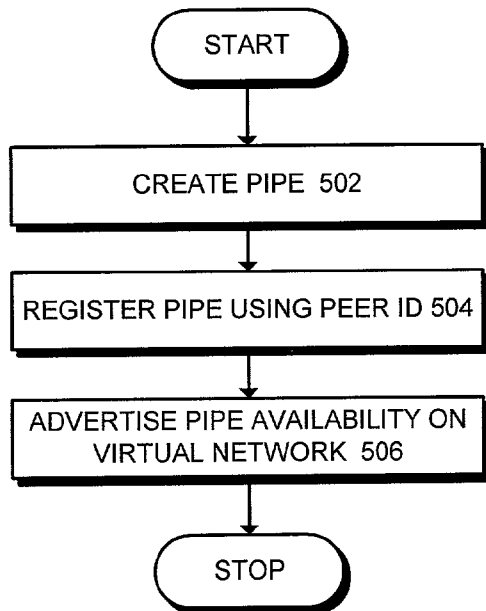 START
CREATE PIPE 502
REGISTER PIPE USING PEER ID 504
ADVERTISE PIPE AVAILABILITY ON
VIRTUAL NETWORK 506
STOP